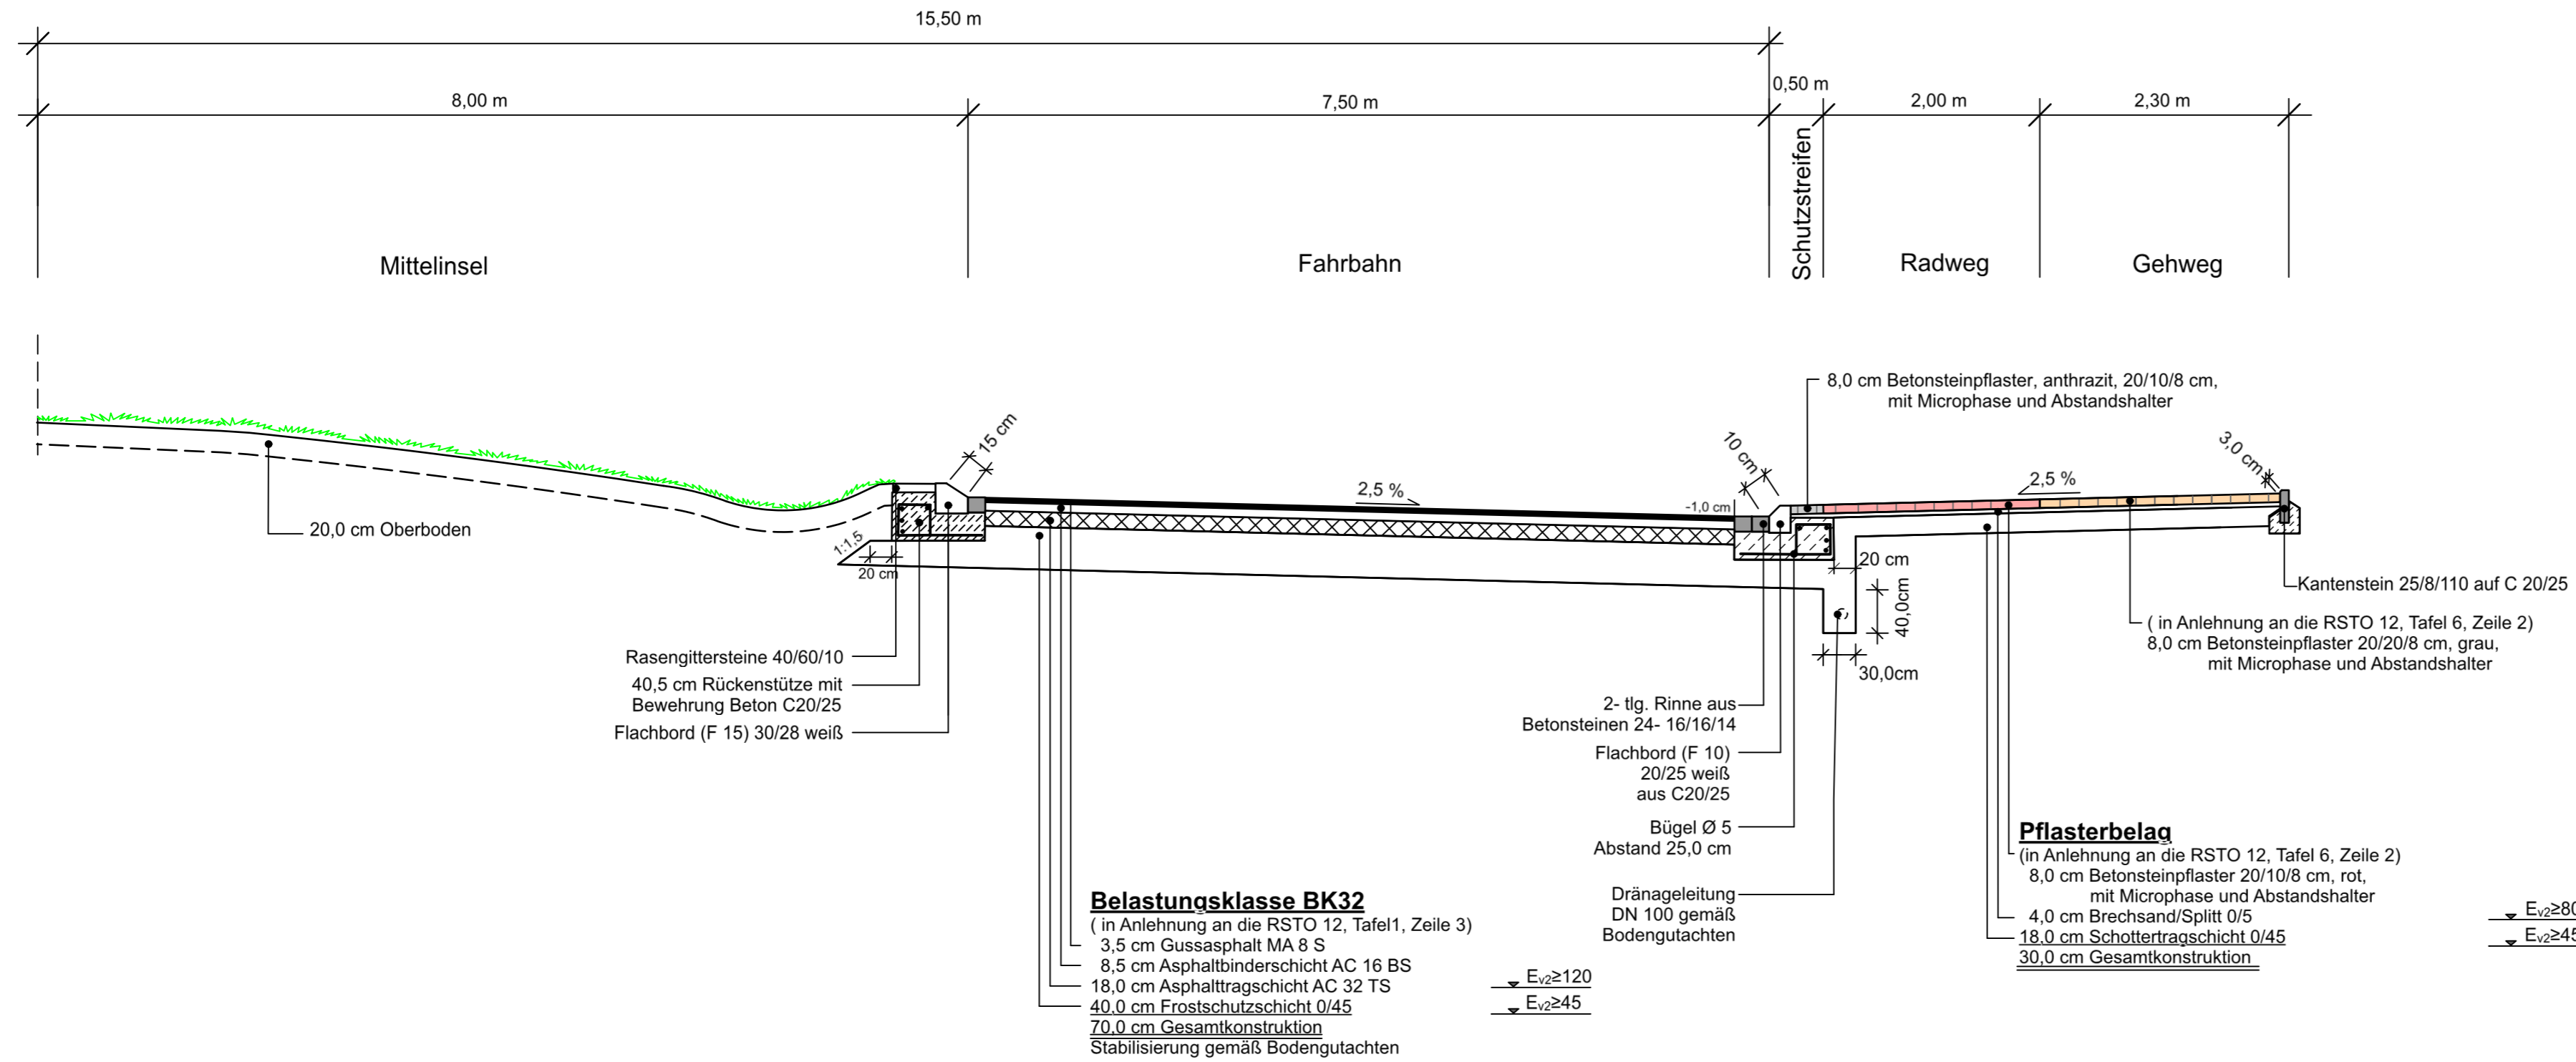 15,50 m
8,00 m
7,50 m
0,50 m
2,00 m
2,30 m
Mittelinsel
Fahrbahn
Schutzstreifen
Radweg
Gehweg
8,0 cm Betonsteinpflaster, anthrazit, 20/10/8 cm,
mit Microphase und Abstandshalter
15 cm
10 cm
3,0 cm
2,5 %
2,5 %
-1,0 cm
20,0 cm Oberboden
1:1,5
20 cm
20 cm
40,0cm
30,0cm
Kantenstein 25/8/110 auf C 20/25
( in Anlehnung an die RSTO 12, Tafel 6, Zeile 2)
8,0 cm Betonsteinpflaster 20/20/8 cm, grau,
mit Microphase und Abstandshalter
Rasengittersteine 40/60/10
40,5 cm Rückenstütze mit
Bewehrung Beton C20/25
Flachbord (F 15) 30/28 weiß
2- tlg. Rinne aus
Betonsteinen 24- 16/16/14
Flachbord (F 10)
20/25 weiß
aus C20/25
Bügel Ø 5
Abstand 25,0 cm
Dränageleitung
DN 100 gemäß
Bodengutachten
Pflasterbelag
(in Anlehnung an die RSTO 12, Tafel 6, Zeile 2)
8,0 cm Betonsteinpflaster 20/10/8 cm, rot,
mit Microphase und Abstandshalter
4,0 cm Brechsand/Splitt 0/5
18,0 cm Schottertragschicht 0/45
30,0 cm Gesamtkonstruktion
Ev2≥80
Ev2≥45
Belastungsklasse BK32
( in Anlehnung an die RSTO 12, Tafel1, Zeile 3)
3,5 cm Gussasphalt MA 8 S
8,5 cm Asphaltbinderschicht AC 16 BS
18,0 cm Asphalttragschicht AC 32 TS
40,0 cm Frostschutzschicht 0/45
70,0 cm Gesamtkonstruktion
Stabilisierung gemäß Bodengutachten
Ev2≥120
Ev2≥45